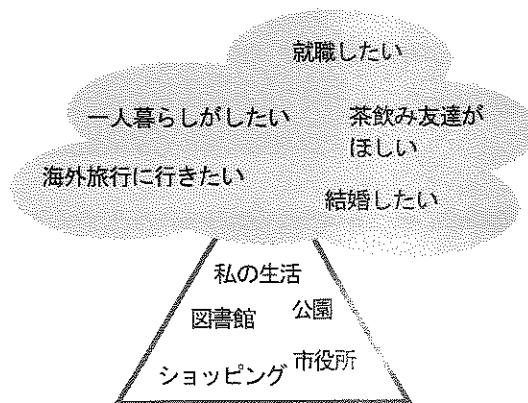 就職したい
一人暮らしがしたい
茶飲み友達が
ほしい
海外旅行に行きたい
結婚したい
私の生活
図書館
公園
ショッピング
市役所